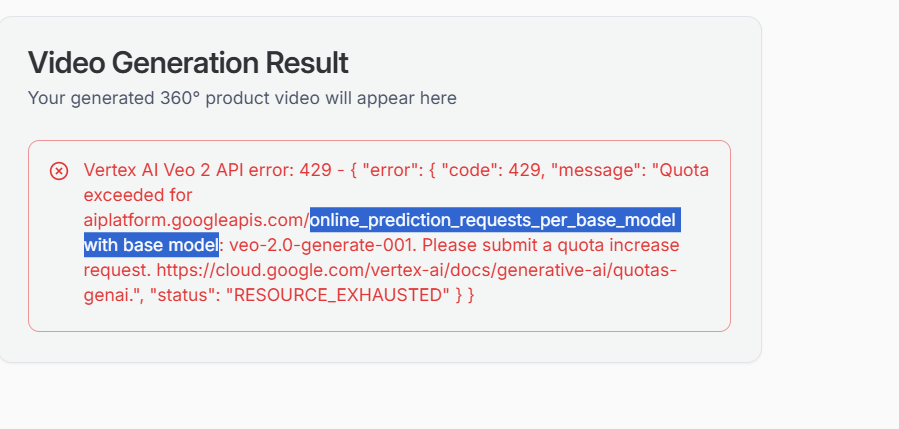 Video Generation Result
Your generated 360° product video will appear here
Vertex AI Veo 2 API error: 429 - { "error": { "code": 429, "message": "Quota
exceeded for
aiplatform.googleapis.com/online_prediction_requests_per_base_model
with base model: veo-2.0-generate-001. Please submit a quota increase
request. https://cloud.google.com/vertex-ai/docs/generative-ai/quotas-
genai.", "status": "RESOURCE_EXHAUSTED" } }